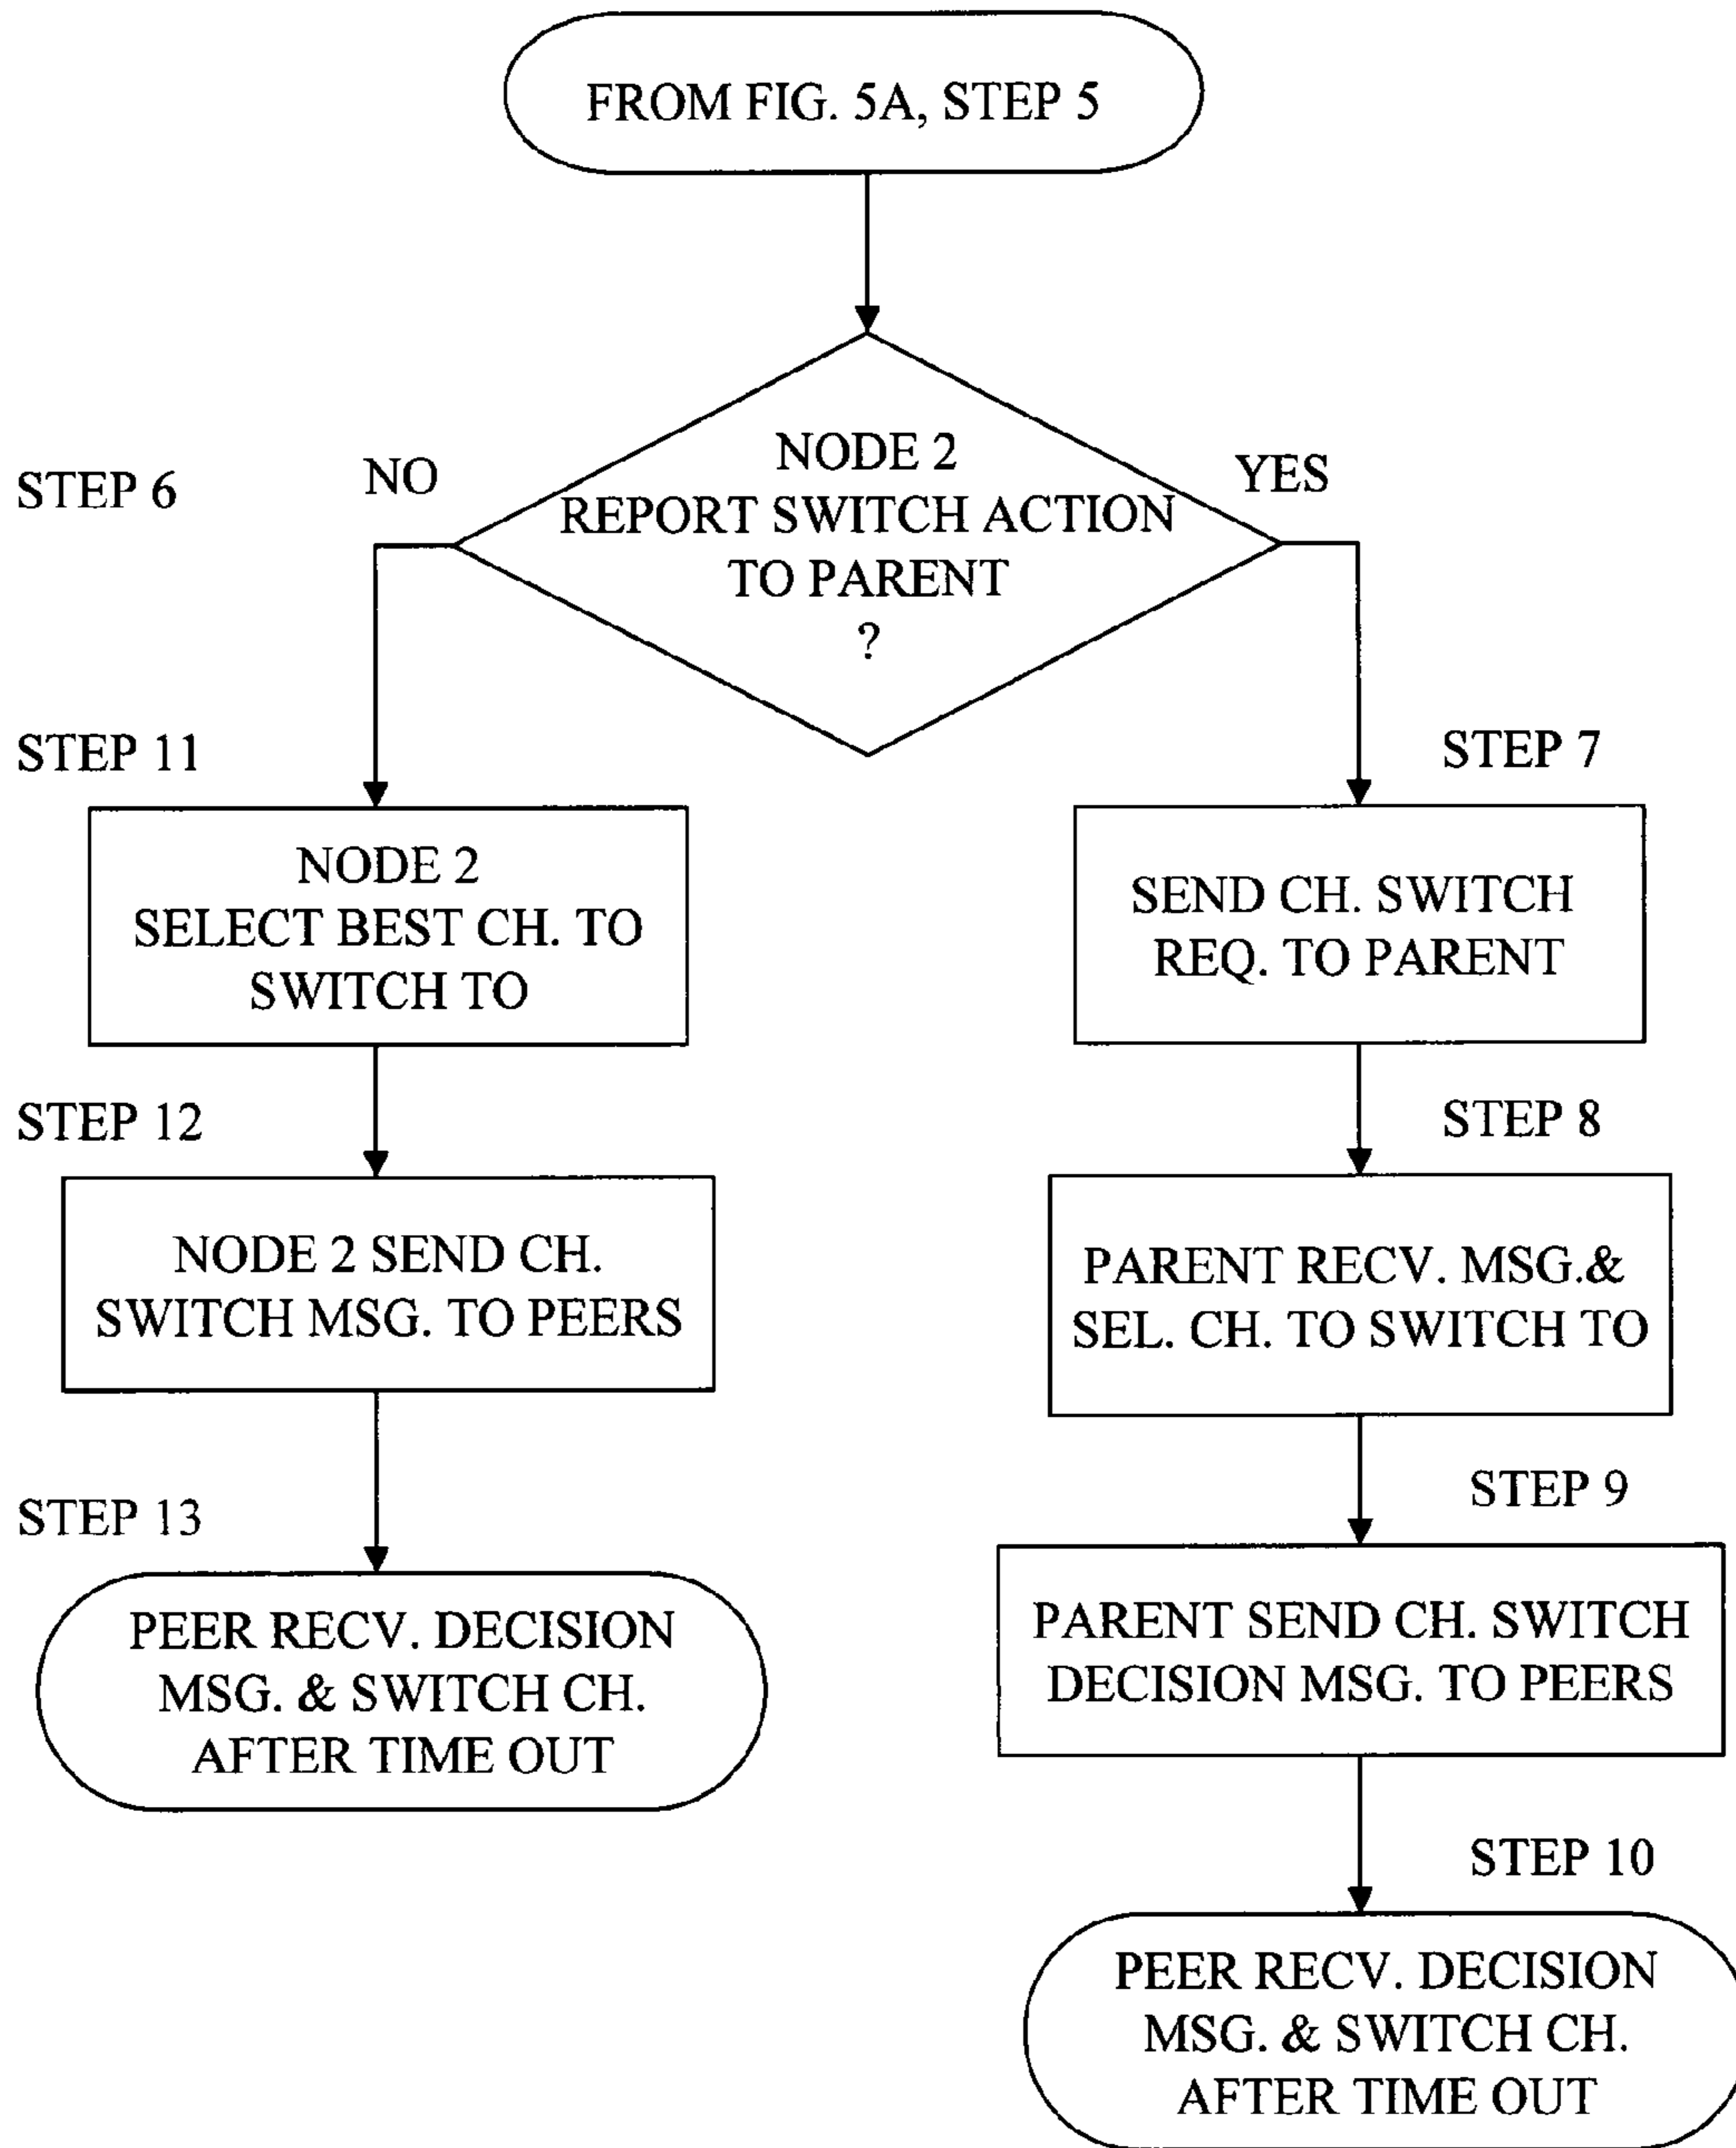 FROM FIG. 5A, STEP 5
STEP 6
NO
NODE 2
REPORT SWITCH ACTION
TO PARENT
?
YES
STEP 11
NODE 2
SELECT BEST CH. TO
SWITCH TO
STEP 12
NODE 2 SEND CH.
SWITCH MSG. TO PEERS
STEP 13
PEER RECV. DECISION
MSG. & SWITCH CH.
AFTER TIME OUT
STEP 7
SEND CH. SWITCH
REQ. TO PARENT
STEP 8
PARENT RECV. MSG.&
SEL. CH. TO SWITCH TO
STEP 9
PARENT SEND CH. SWITCH
DECISION MSG. TO PEERS
STEP 10
PEER RECV. DECISION
MSG. & SWITCH CH.
AFTER TIME OUT